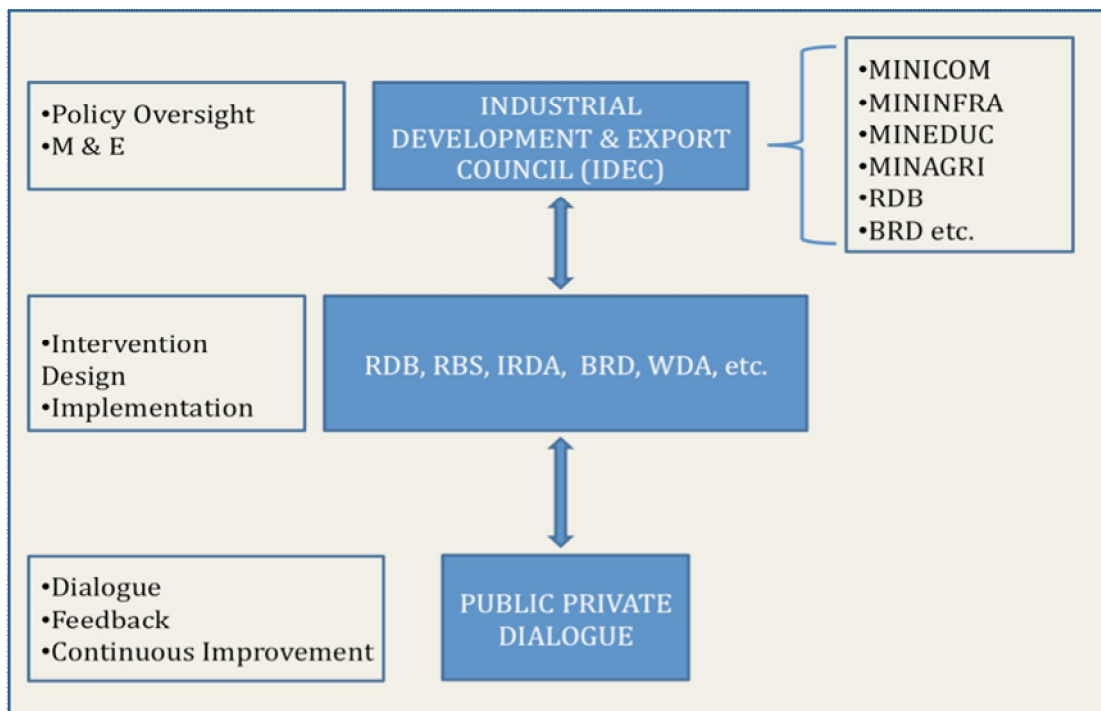 •Policy Oversight
•M & E
INDUSTRIAL
DEVELOPMENT & EXPORT
COUNCIL (IDEC)
•MINICOM
•MININFRA
•MINEDUC
•MINAGRI
•RDB
•BRD etc.
•Intervention
Design
•Implementation
RDB, RBS, IRDA, BRD, WDA, etc.
•Dialogue
•Feedback
•Continuous Improvement
PUBLIC PRIVATE
DIALOGUE